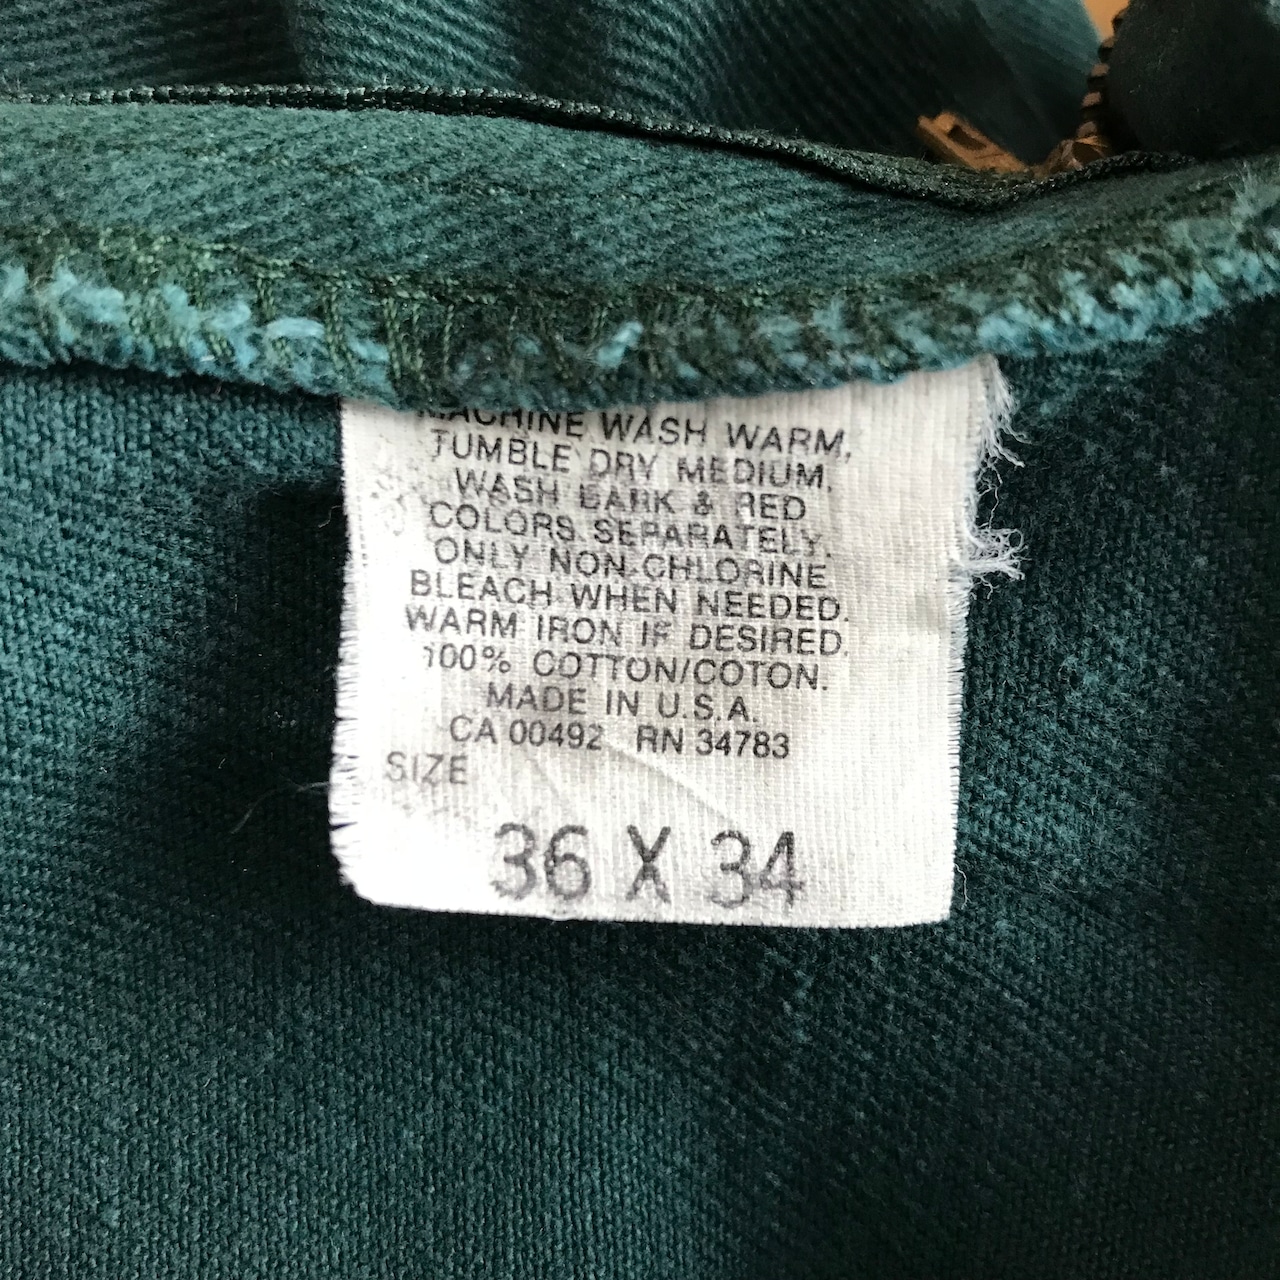 MACHINE WASH WARM,
TUMBLE DRY MEDIUM.
WASH DARK & RED
COLORS SEPARATELY.
ONLY NON-CHLORINE
BLEACH WHEN NEEDED.
WARM IRON IF DESIRED.
100% COTTON/COTON.
MADE IN U.S.A.
CA 00492 RN 34783
SIZE
36 X 34